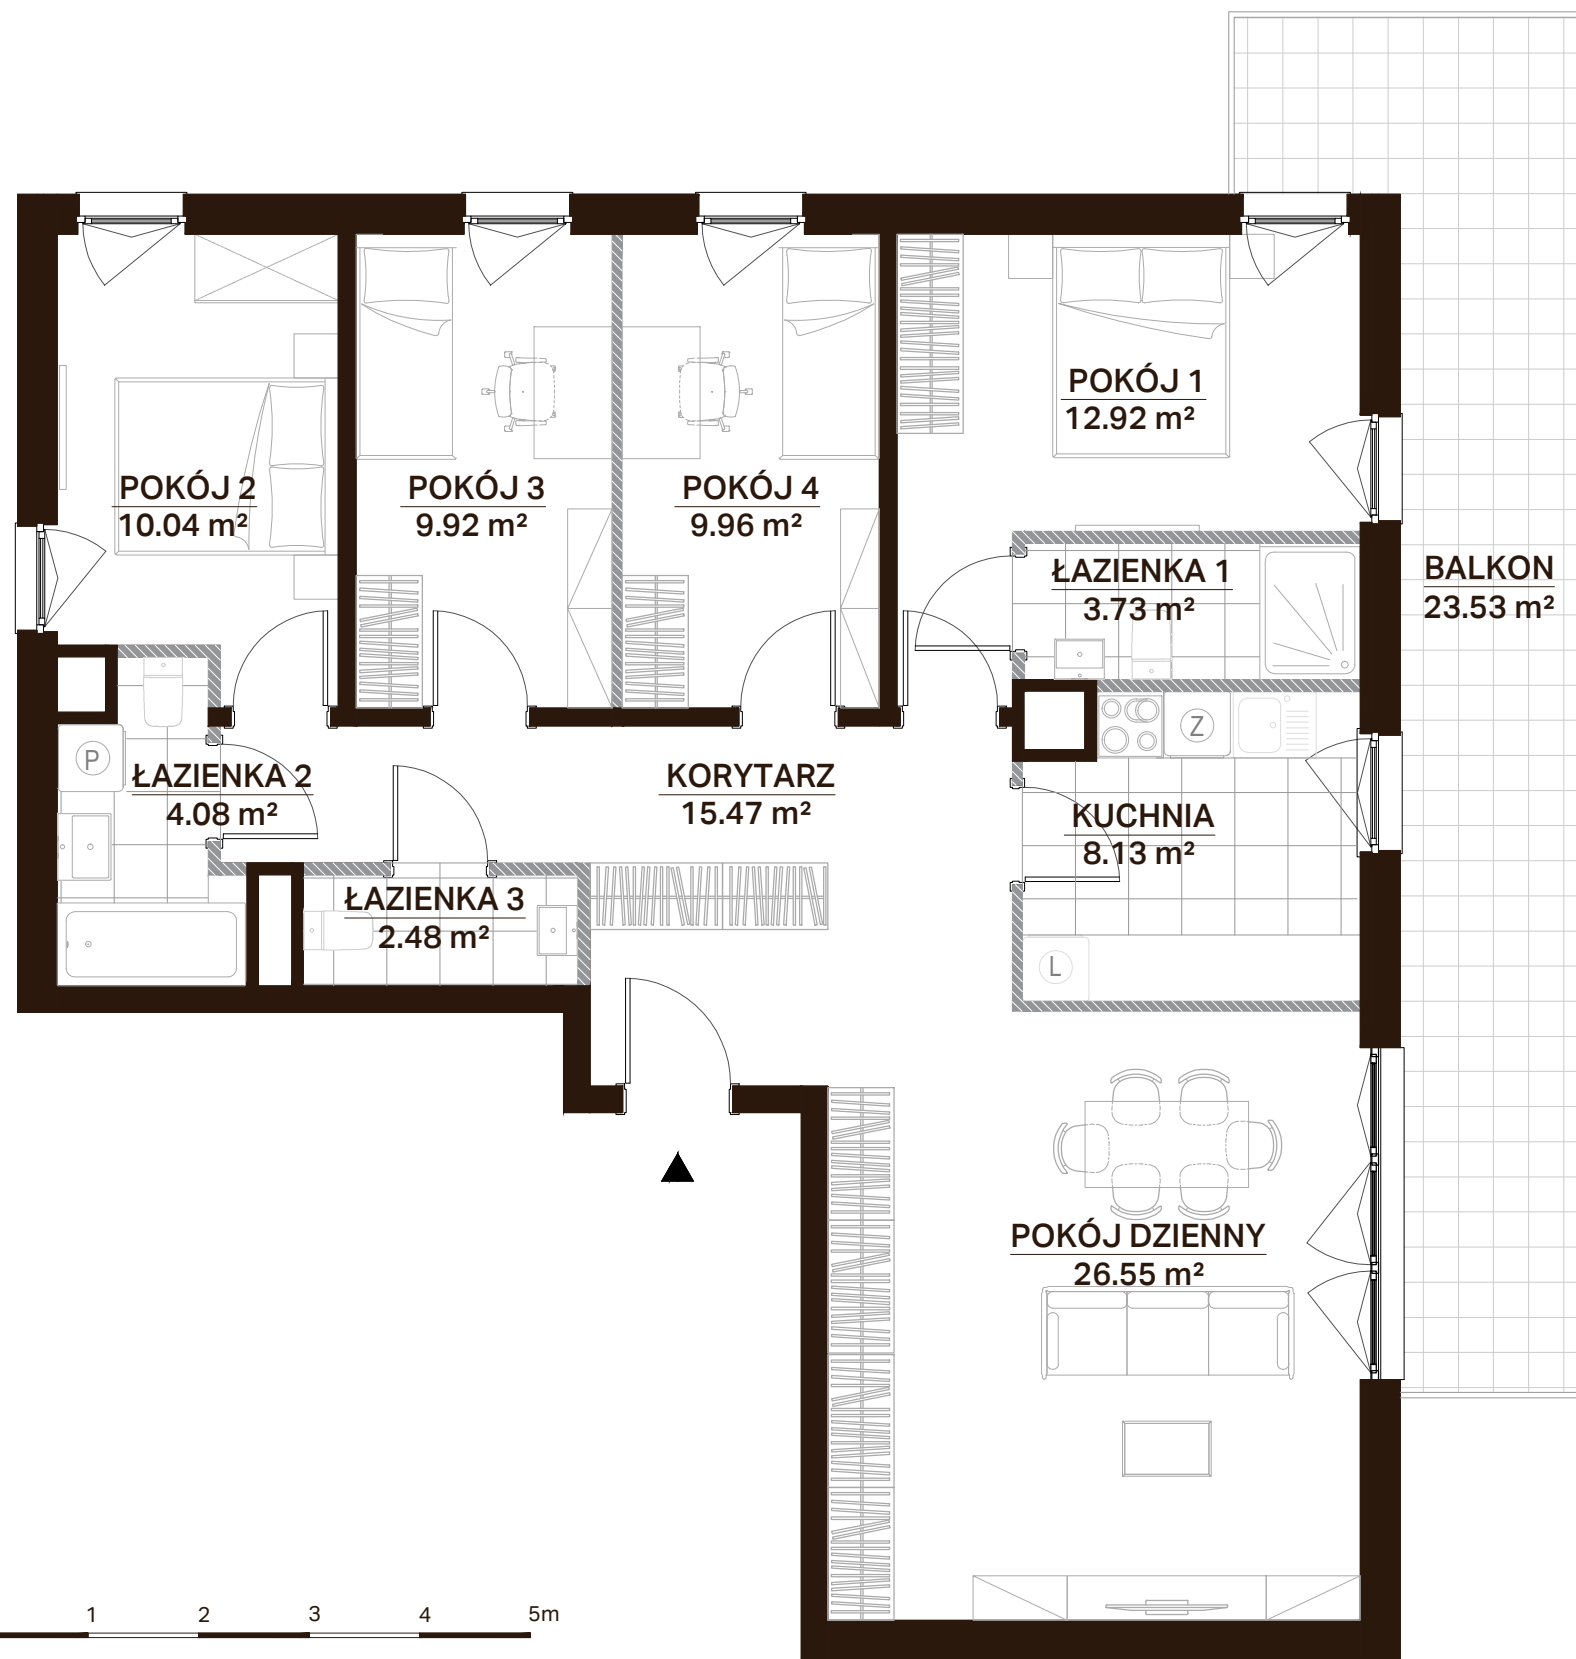 POKÓJ 1
12.92 m²
POKÓJ 2
10.04 m²
POKÓJ 3
9.92 m²
POKÓJ 4
9.96 m²
ŁAZIENKA 1
3.73 m²
BALKON
23.53 m²
Z
P
ŁAZIENKA 2
4.08 m²
KORYTARZ
15.47 m²
KUCHNIA
8.13 m²
ŁAZIENKA 3
2.48 m²
L
POKÓJ DZIENNY
26.55 m²
1 2 3 4 5m